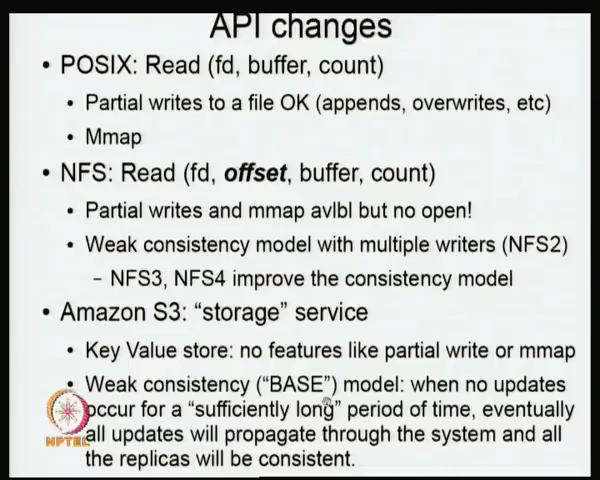 API changes
• POSIX: Read (fd, buffer, count)
• Partial writes to a file OK (appends, overwrites, etc)
• Mmap
• NFS: Read (fd, offset, buffer, count)
• Partial writes and mmap avlbl but no open!
• Weak consistency model with multiple writers (NFS2)
– NFS3, NFS4 improve the consistency model
• Amazon S3: “storage” service
• Key Value store: no features like partial write or mmap
• Weak consistency (“BASE”) model: when no updates
occur for a “sufficiently long” period of time, eventually
all updates will propagate through the system and all
the replicas will be consistent.
NPTEL